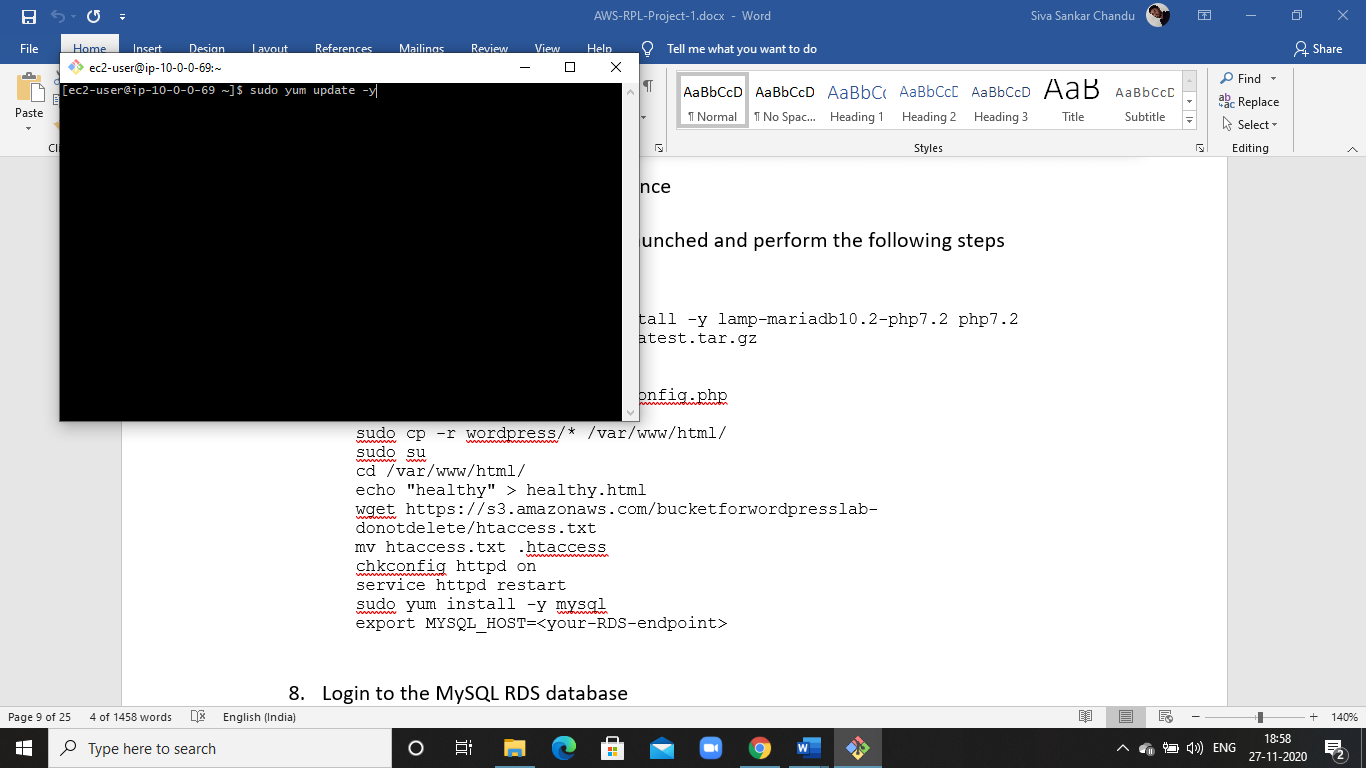 AWS-RPL-Project-1.docx - Word
Siva Sankar Chandu
File Home Insert Design Layout References Mailings Review View Help Tell me what you want to do Share
ec2-user@ip-10-0-0-69:~
[ec2-user@ip-10-0-0-69 ~]$ sudo yum update -y
Paste
Cli
AaBbCcD AaBbCcD AaBbCc AaBbCcD AaBbCcD AaB AaBbCcD
¶ Normal ¶ No Spac... Heading 1 Heading 2 Heading 3 Title Subtitle
Styles
Find
Replace
Select
Editing
nce
unched and perform the following steps
tall -y lamp-mariadb10.2-php7.2 php7.2
atest.tar.gz
onfig.php
sudo cp -r wordpress/* /var/www/html/
sudo su
cd /var/www/html/
echo "healthy" > healthy.html
wget https://s3.amazonaws.com/bucketforwordpresslab-
donotdelete/htaccess.txt
mv htaccess.txt .htaccess
chkconfig httpd on
service httpd restart
sudo yum install -y mysql
export MYSQL_HOST=<your-RDS-endpoint>
8. Login to the MySQL RDS database
Page 9 of 25 4 of 1458 words English (India) 140%
Type here to search
ENG
18:58
27-11-2020
2